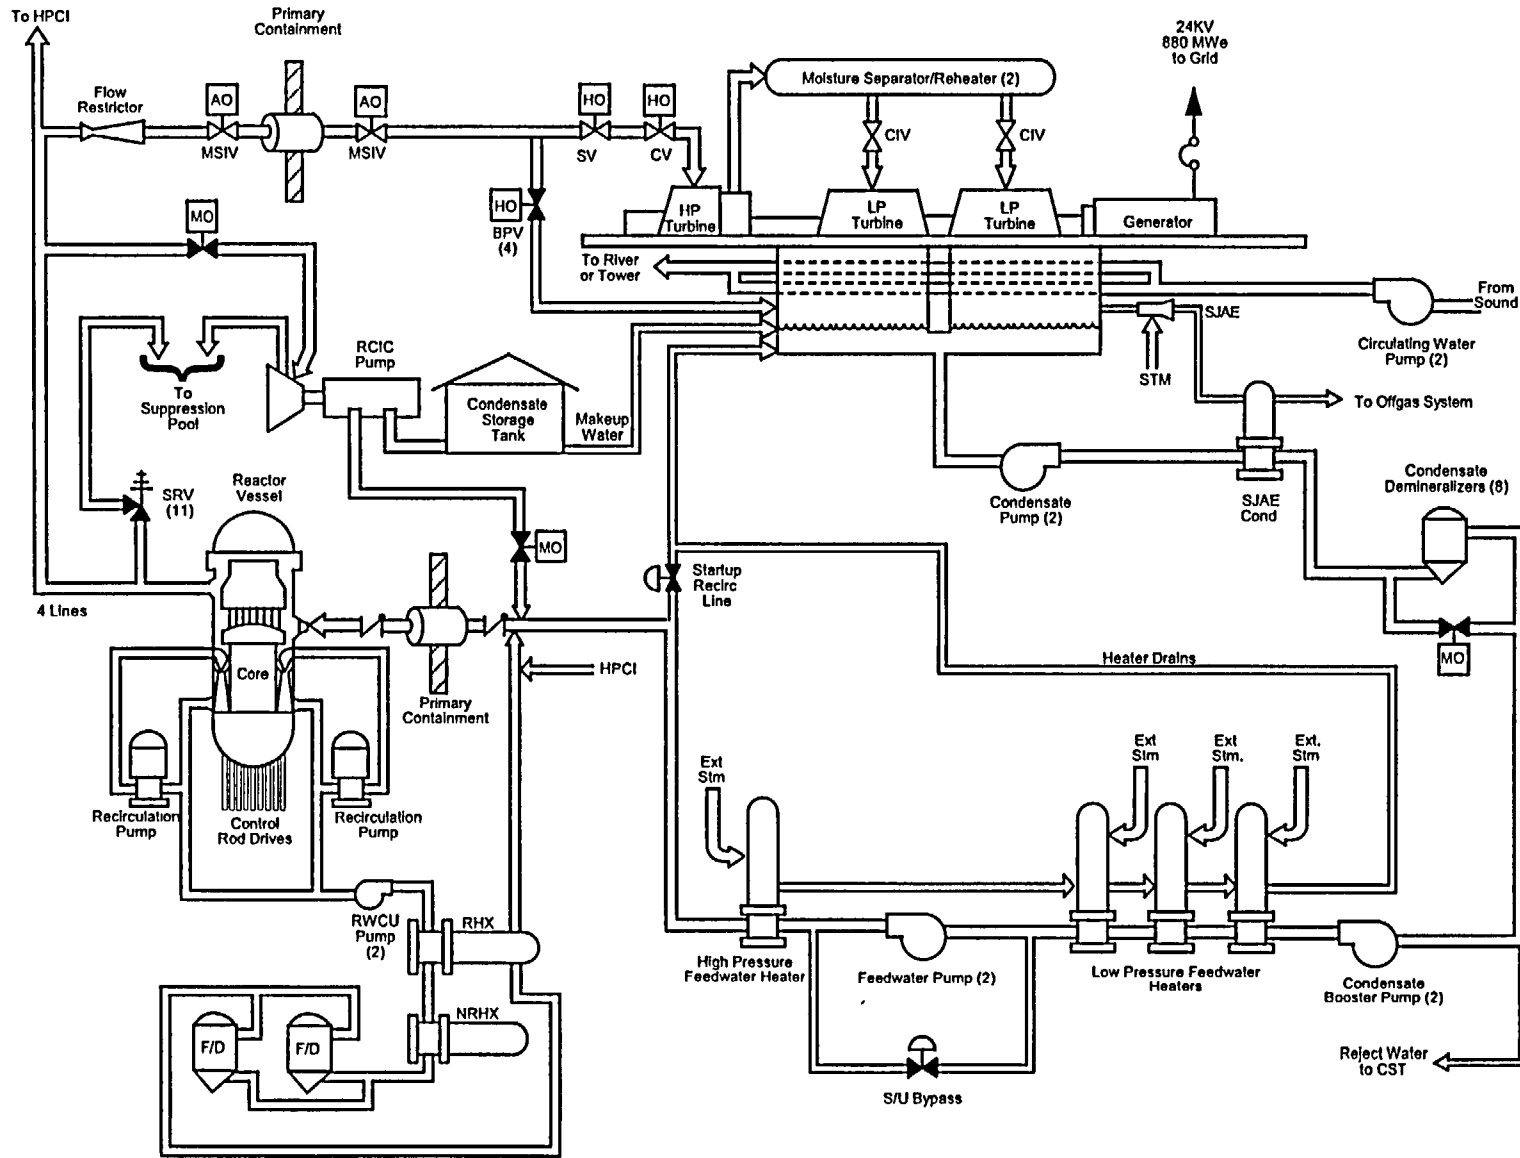 To HPCI
Primary
Containment
24KV
880 MWe
to Grid
Flow
Restrictor
AO
AO
HO
HO
Moisture Separator/Reheater (2)
MSIV
MSIV
SV
CV
CIV
CIV
MO
HO
BPV
(4)
HP
Turbine
LP
Turbine
LP
Turbine
Generator
To River
or Tower
From
Sound
SJAE
Circulating Water
Pump (2)
STM
RCIC
Pump
To
Suppression
Pool
Condensate
Storage
Tank
Makeup
Water
To Offgas System
SRV
(11)
Reactor
Vessel
Condensate
Pump (2)
SJAE
Cond
Condensate
Demineralizers (8)
MO
Startup
Recirc
Line
4 Lines
Core
HPCI
Heater Drains
MO
Primary
Containment
Ext
Stm
Ext
Stm
Ext
Stm.
Ext.
Stm
Recirculation
Pump
Control
Rod Drives
Recirculation
Pump
RWCU
Pump
(2)
RHX
High Pressure
Feedwater Heater
Feedwater Pump (2)
Low Pressure Feedwater
Heaters
Condensate
Booster Pump (2)
NRHX
F/D
F/D
Reject Water
to CST
S/U Bypass